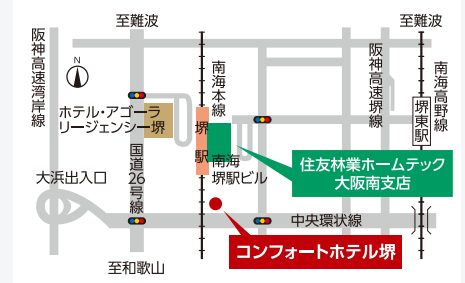 至難波
至難波
阪神高速湾岸線
N
南海本線
阪神高速堺線
南海高野線
ホテル・アゴーラ
リージェンシー堺
堺駅
堺東駅
国道26号線
南海
堺駅ビル
住友林業ホームテック
大阪南支店
大浜出入口
中央環状線
コンフォートホテル堺
至和歌山